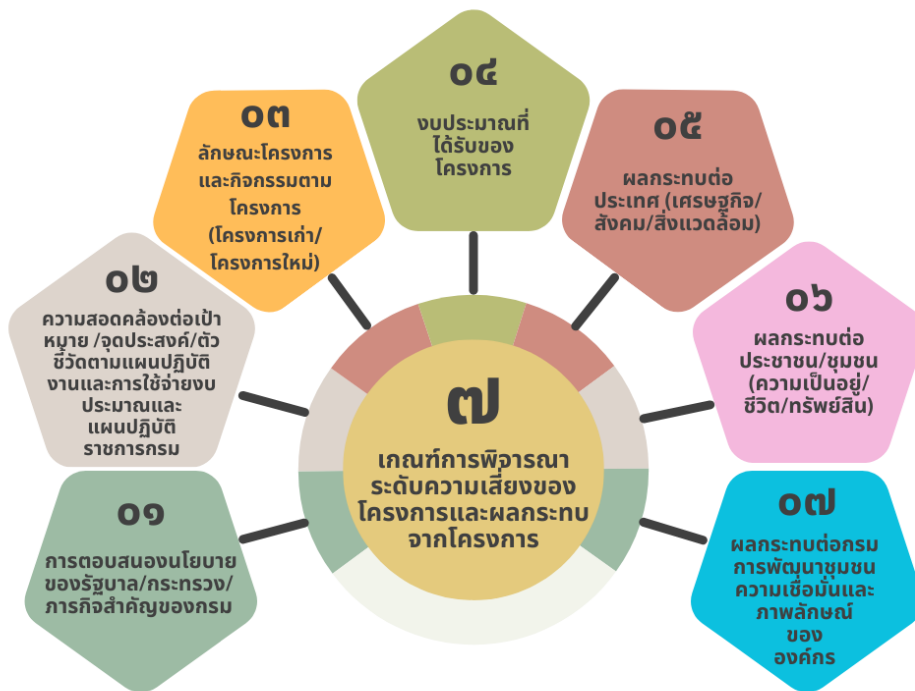 ๐๔
งบประมาณที่
ได้รับของ
โครงการ
๐๓
ลักษณะโครงการ
และกิจกรรมตาม
โครงการ
(โครงการเก่า/
โครงการใหม่)
๐๕
ผลกระทบต่อ
ประเทศ (เศรษฐกิจ/
สังคม/สิ่งแวดล้อม)
๐๒
ความสอดคล้องต่อเป้า
หมาย /จุดประสงค์/ตัว
ชี้วัดตามแผนปฏิบัติ
งานและการใช้จ่ายงบ
ประมาณและ
แผนปฏิบัติ
ราชการกรม
๐๖
ผลกระทบต่อ
ประชาชน/ชุมชน
(ความเป็นอยู่/
ชีวิต/ทรัพย์สิน)
๗
เกณฑ์การพิจารณา
ระดับความเสี่ยงของ
โครงการและผลกระทบ
จากโครงการ
๐๑
การตอบสนองนโยบาย
ของรัฐบาล/กระทรวง/
ภารกิจสำคัญของกรม
๐๗
ผลกระทบต่อกรม
การพัฒนาชุมชน
ความเชื่อมั่นและ
ภาพลักษณ์
ของ
องค์กร